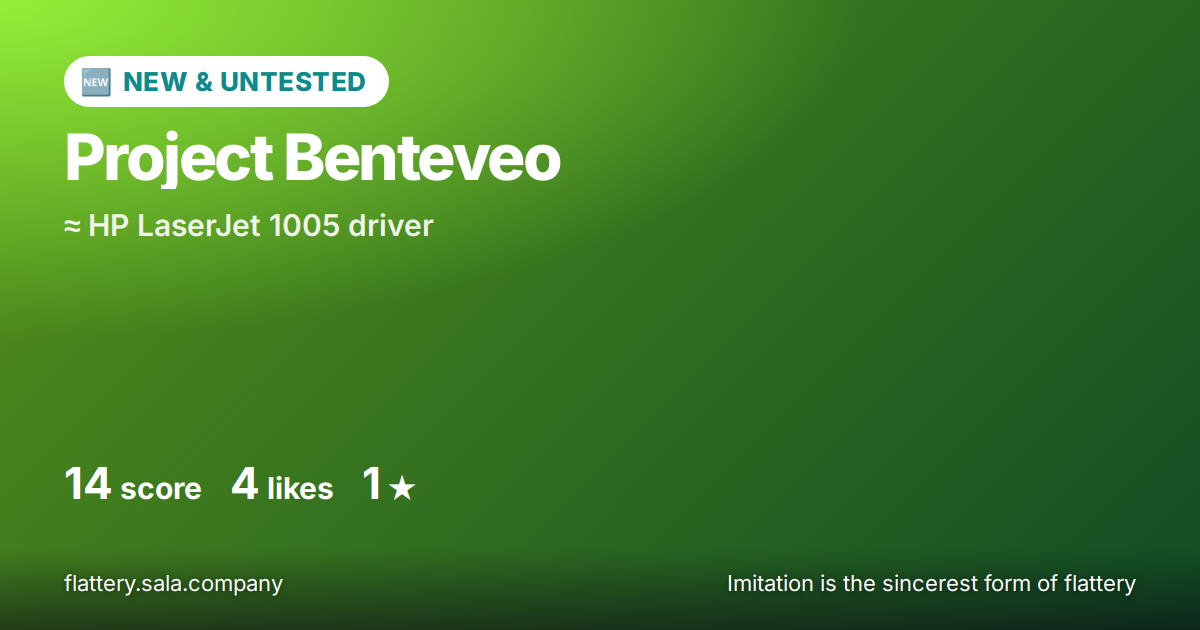 🆕 NEW & UNTESTED
Project Benteveo
≈ HP LaserJet 1005 driver
14 score 4 likes 1 ★
flattery.sala.company
Imitation is the sincerest form of flattery